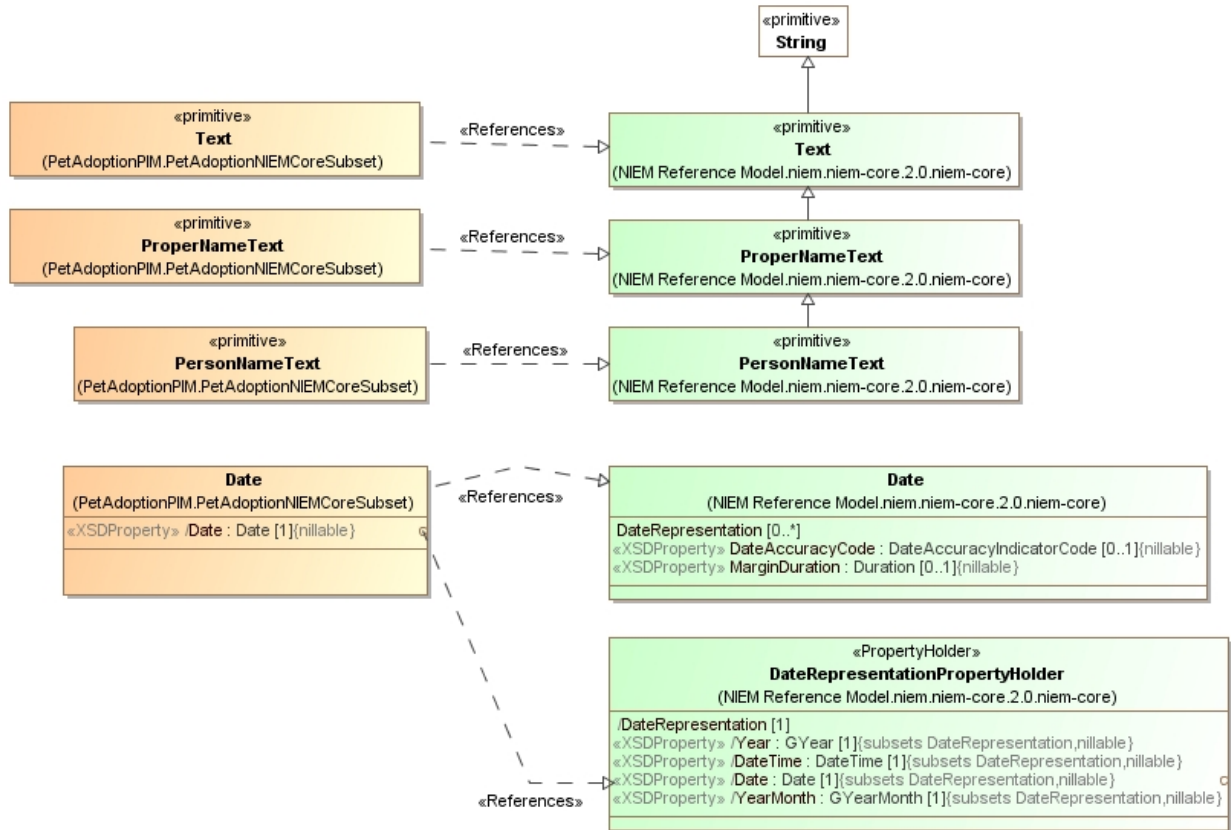 «primitive»
String
«primitive»
Text
(PetAdoptionPIM.PetAdoptionNIEMCoreSubset)
«References»
«primitive»
Text
(NIEM Reference Model.niem.niem-core.2.0.niem-core)
«primitive»
ProperNameText
(PetAdoptionPIM.PetAdoptionNIEMCoreSubset)
«References»
«primitive»
ProperNameText
(NIEM Reference Model.niem.niem-core.2.0.niem-core)
«primitive»
PersonNameText
(PetAdoptionPIM.PetAdoptionNIEMCoreSubset)
«References»
«primitive»
PersonNameText
(NIEM Reference Model.niem.niem-core.2.0.niem-core)
Date
(PetAdoptionPIM.PetAdoptionNIEMCoreSubset)
«XSDProperty» /Date : Date [1]{nillable}
«References»
Date
(NIEM Reference Model.niem.niem-core.2.0.niem-core)
DateRepresentation [0..*]
«XSDProperty» DateAccuracyCode : DateAccuracyIndicatorCode [0..1]{nillable}
«XSDProperty» MarginDuration : Duration [0..1]{nillable}
«PropertyHolder»
DateRepresentationPropertyHolder
(NIEM Reference Model.niem.niem-core.2.0.niem-core)
/DateRepresentation [1]
«XSDProperty» /Year : GYear [1]{subsets DateRepresentation,nillable}
«XSDProperty» /DateTime : DateTime [1]{subsets DateRepresentation,nillable}
«XSDProperty» /Date : Date [1]{subsets DateRepresentation,nillable}
«XSDProperty» /YearMonth : GYearMonth [1]{subsets DateRepresentation,nillable}
«References»